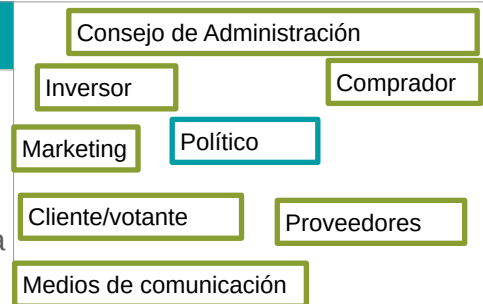 Consejo de Administración
Inversor
Comprador
Marketing
Político
Cliente/votante
Proveedores
a
Medios de comunicación